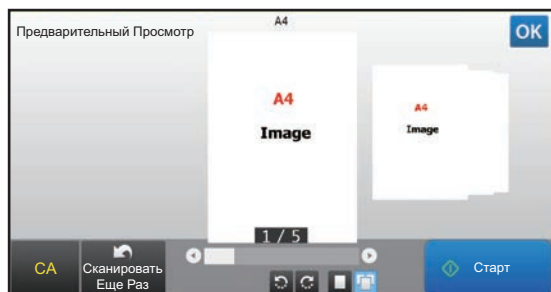 A4
Предварительный Просмотр
OK
A4
Image
A4
Image
1 / 5
CA
Сканировать
Еще Раз
Старт